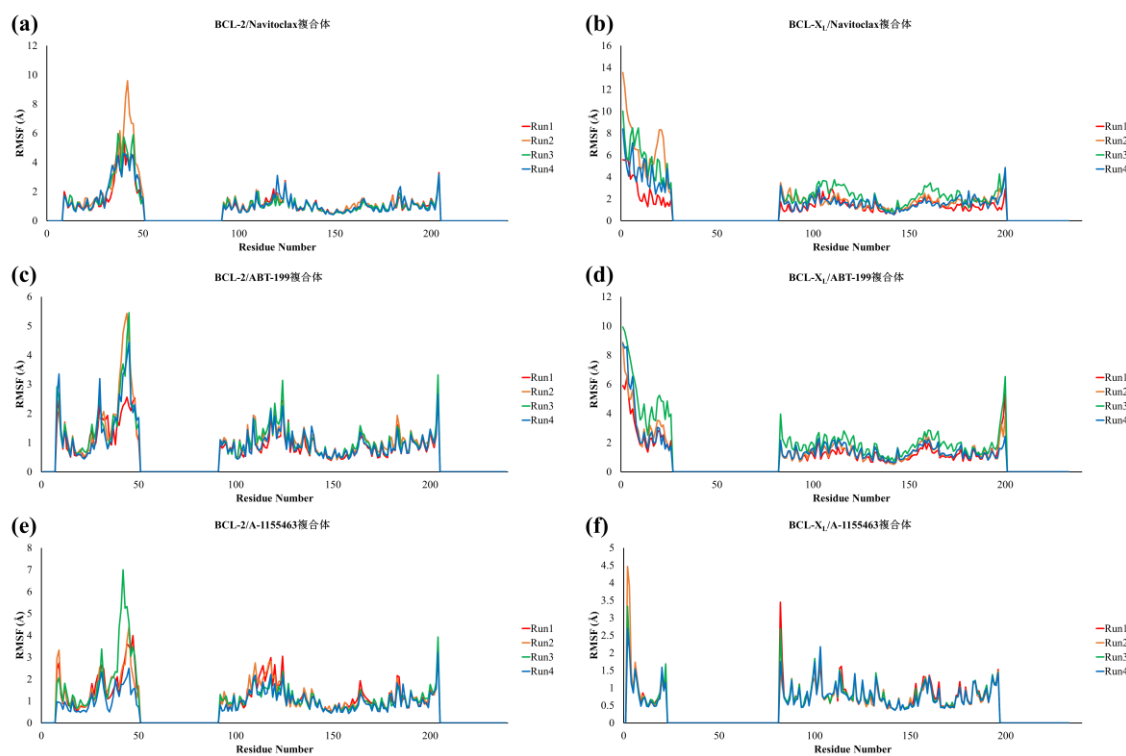 (a)
BCL-2/Navitoclax複合体
12
10
8
6
4
2
0
RMSF (Å)
0 50 100 150 200
Residue Number
Run1
Run2
Run3
Run4
(b)
BCL-XL/Navitoclax複合体
16
14
12
10
8
6
4
2
0
RMSF (Å)
0 50 100 150 200
Residue Number
Run1
Run2
Run3
Run4
(c)
BCL-2/ABT-199複合体
6
5
4
3
2
1
0
RMSF (Å)
0 50 100 150 200
Residue Number
Run1
Run2
Run3
Run4
(d)
BCL-XL/ABT-199複合体
12
10
8
6
4
2
0
RMSF (Å)
0 50 100 150 200
Residue Number
Run1
Run2
Run3
Run4
(e)
BCL-2/A-1155463複合体
8
7
6
5
4
3
2
1
0
RMSF (Å)
0 50 100 150 200
Residue Number
Run1
Run2
Run3
Run4
(f)
BCL-XL/A-1155463複合体
5
4.5
4
3.5
3
2.5
2
1.5
1
0.5
0
RMSF (Å)
0 50 100 150 200
Residue Number
Run1
Run2
Run3
Run4